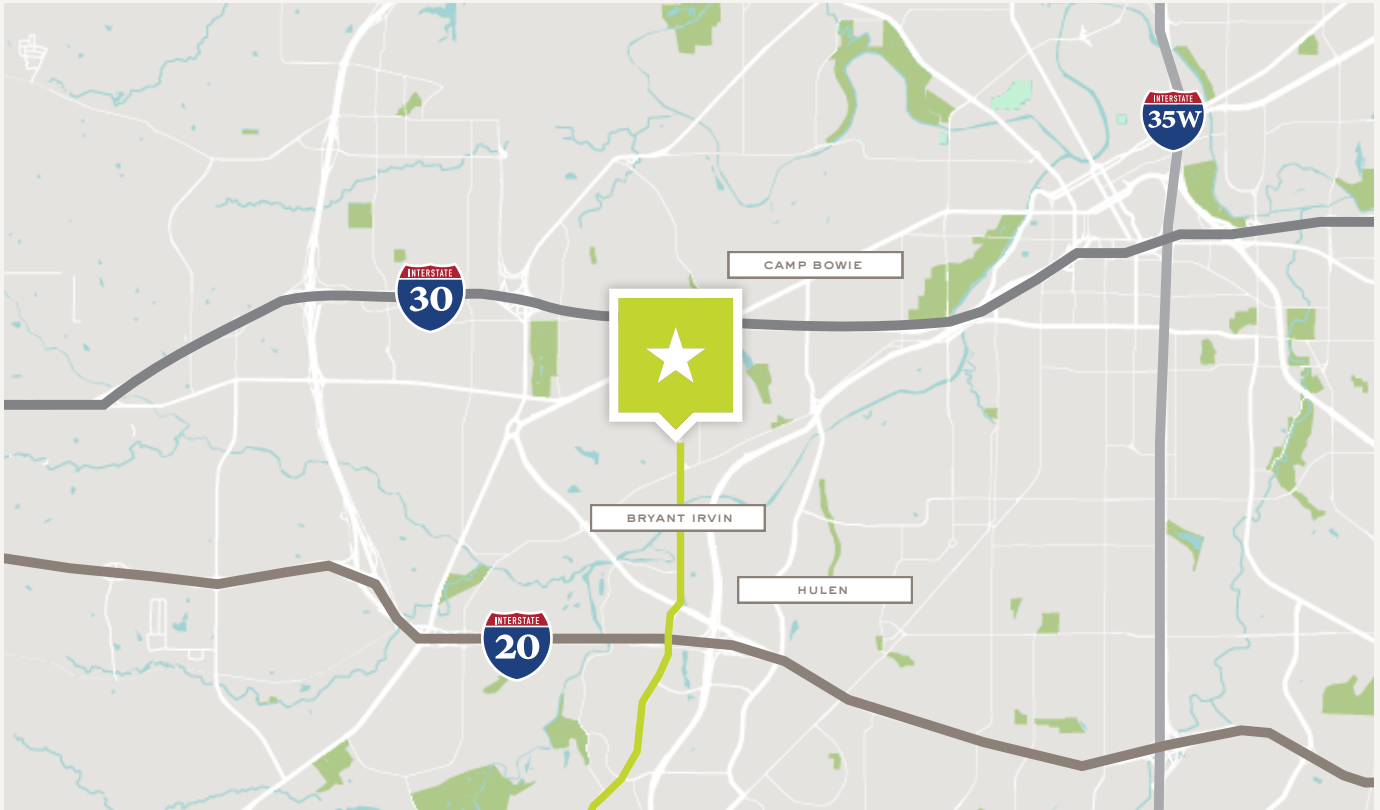 INTERSTATE
35W
CAMP BOWIE
INTERSTATE
30
BRYANT IRVIN
HULEN
INTERSTATE
20